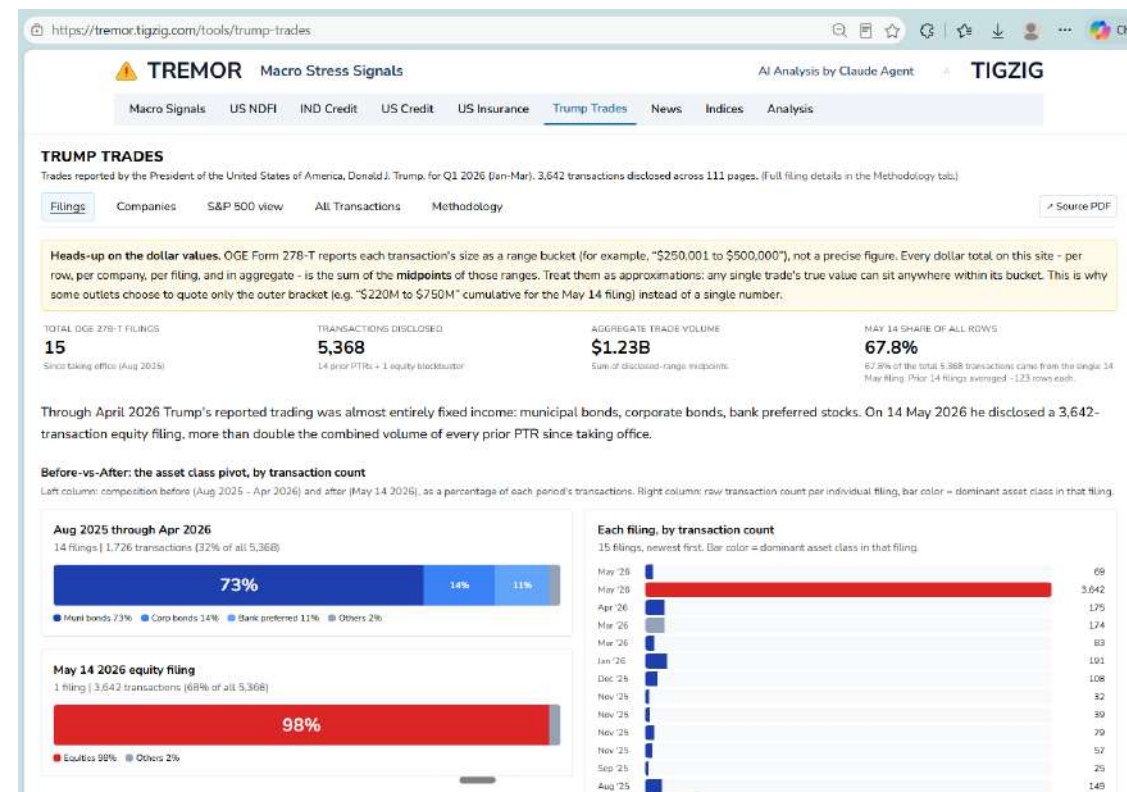 https://tremor.tigzig.com/tools/trump-trades
TREMOR Macro Stress Signals
AI Analysis by Claude Agent
TIGZIG
Macro Signals US NDFI IND Credit US Credit US Insurance Trump Trades News Indices Analysis
TRUMP TRADES
Trades reported by the President of the United States of America, Donald J. Trump, for Q1 2026 (Jan-Mar). 3,642 transactions disclosed across 111 pages. (Full filing details in the Methodology tab.)
Filings Companies S&P 500 view All Transactions Methodology
↗ Source PDF
Heads-up on the dollar values. OGE Form 278-T reports each transaction's size as a range bucket (for example, "$250,001 to $500,000"), not a precise figure. Every dollar total on this site - per
row, per company, per filing, and in aggregate - is the sum of the midpoints of those ranges. Treat them as approximations: any single trade's true value can sit anywhere within its bucket. This is why
some outlets choose to quote only the outer bracket (e.g. "$220M to $750M" cumulative for the May 14 filing) instead of a single number.
TOTAL OGE 278-T FILINGS
15
Since taking office (Aug 2025)
TRANSACTIONS DISCLOSED
5,368
14 prior PTRs + 1 equity blockbuster
AGGREGATE TRADE VOLUME
$1.23B
Sum of disclosed-range midpoints
MAY 14 SHARE OF ALL ROWS
67.8%
67.8% of the total 5,368 transactions came from the single 14
May filing. Prior 14 filings averaged ~123 rows each.
Through April 2026 Trump's reported trading was almost entirely fixed income: municipal bonds, corporate bonds, bank preferred stocks. On 14 May 2026 he disclosed a 3,642-
transaction equity filing, more than double the combined volume of every prior PTR since taking office.
Before-vs-After: the asset class pivot, by transaction count
Left column: composition before (Aug 2025 - Apr 2026) and after (May 14 2026), as a percentage of each period's transactions. Right column: raw transaction count per individual filing, bar color = dominant asset class in that filing.
Aug 2025 through Apr 2026
14 filings | 1,726 transactions (32% of all 5,368)
73% 14% 11%
Muni bonds 73% Corp bonds 14% Bank preferred 11% Others 2%
May 14 2026 equity filing
1 filing | 3,642 transactions (68% of all 5,368)
98%
Equities 98% Others 2%
Each filing, by transaction count
15 filings, newest first. Bar color = dominant asset class in that filing.
May '26 69
May '26 3,642
Apr '26 175
Mar '26 174
Mar '26 83
Jan '26 191
Dec '25 108
Nov '25 32
Nov '25 39
Nov '25 79
Nov '25 57
Sep '25 25
Aug '25 149